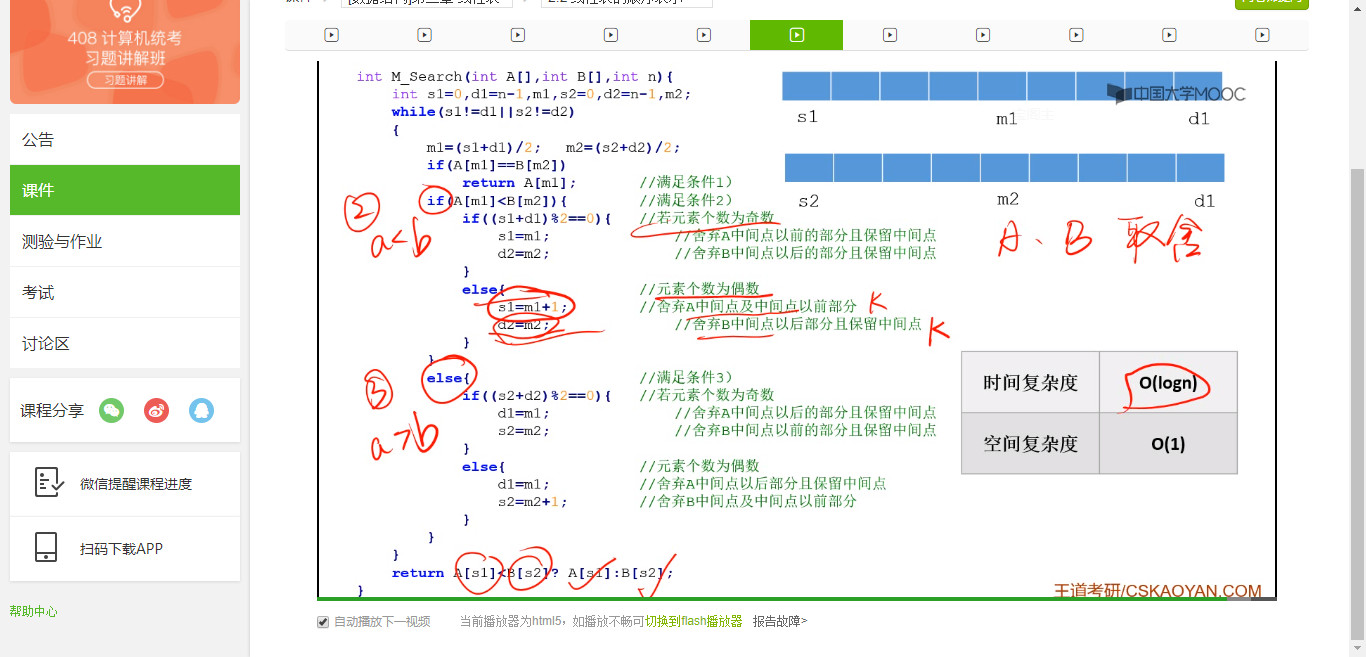 408 计算机统考
习题讲解班
习题讲解
公告
课件
测验与作业
考试
讨论区
课程分享
微信提醒课程进度
扫码下载APP
帮助中心
int M_Search(int A[],int B[],int n){
int s1=0,d1=n-1,m1,s2=0,d2=n-1,m2;
while(s1!=d1||s2!=d2)
{
m1=(s1+d1)/2; m2=(s2+d2)/2;
if(A[m1]==B[m2])
return A[m1]; //满足条件1)
if(A[m1]<B[m2]){ //满足条件2)
if((s1+d1)%2==0){ //若元素个数为奇数
s1=m1; //舍弃A中间点以前的部分且保留中间点
d2=m2; //舍弃B中间点以后的部分且保留中间点
}
else{ //元素个数为偶数
s1=m1+1; //舍弃A中间点及中间点以前部分
d2=m2; //舍弃B中间点以后部分且保留中间点
}
}
else{ //满足条件3)
if((s2+d2)%2==0){ //若元素个数为奇数
d1=m1; //舍弃A中间点以后的部分且保留中间点
s2=m2; //舍弃B中间点以前的部分且保留中间点
}
else{ //元素个数为偶数
d1=m1; //舍弃A中间点以后部分且保留中间点
s2=m2+1; //舍弃B中间点及中间点以前部分
}
}
}
return A[s1]<B[s2]? A[s1]:B[s2];
}
② a<b
③ a>b
K
K
中国大学MOOC
s1 m1 d1
s2 m2 d1
A、B 取舍
时间复杂度 O(logn)
空间复杂度 O(1)
王道考研/CSKAOYAN.COM
自动播放下一视频 当前播放器为html5，如播放不畅可切换到flash播放器 报告故障>